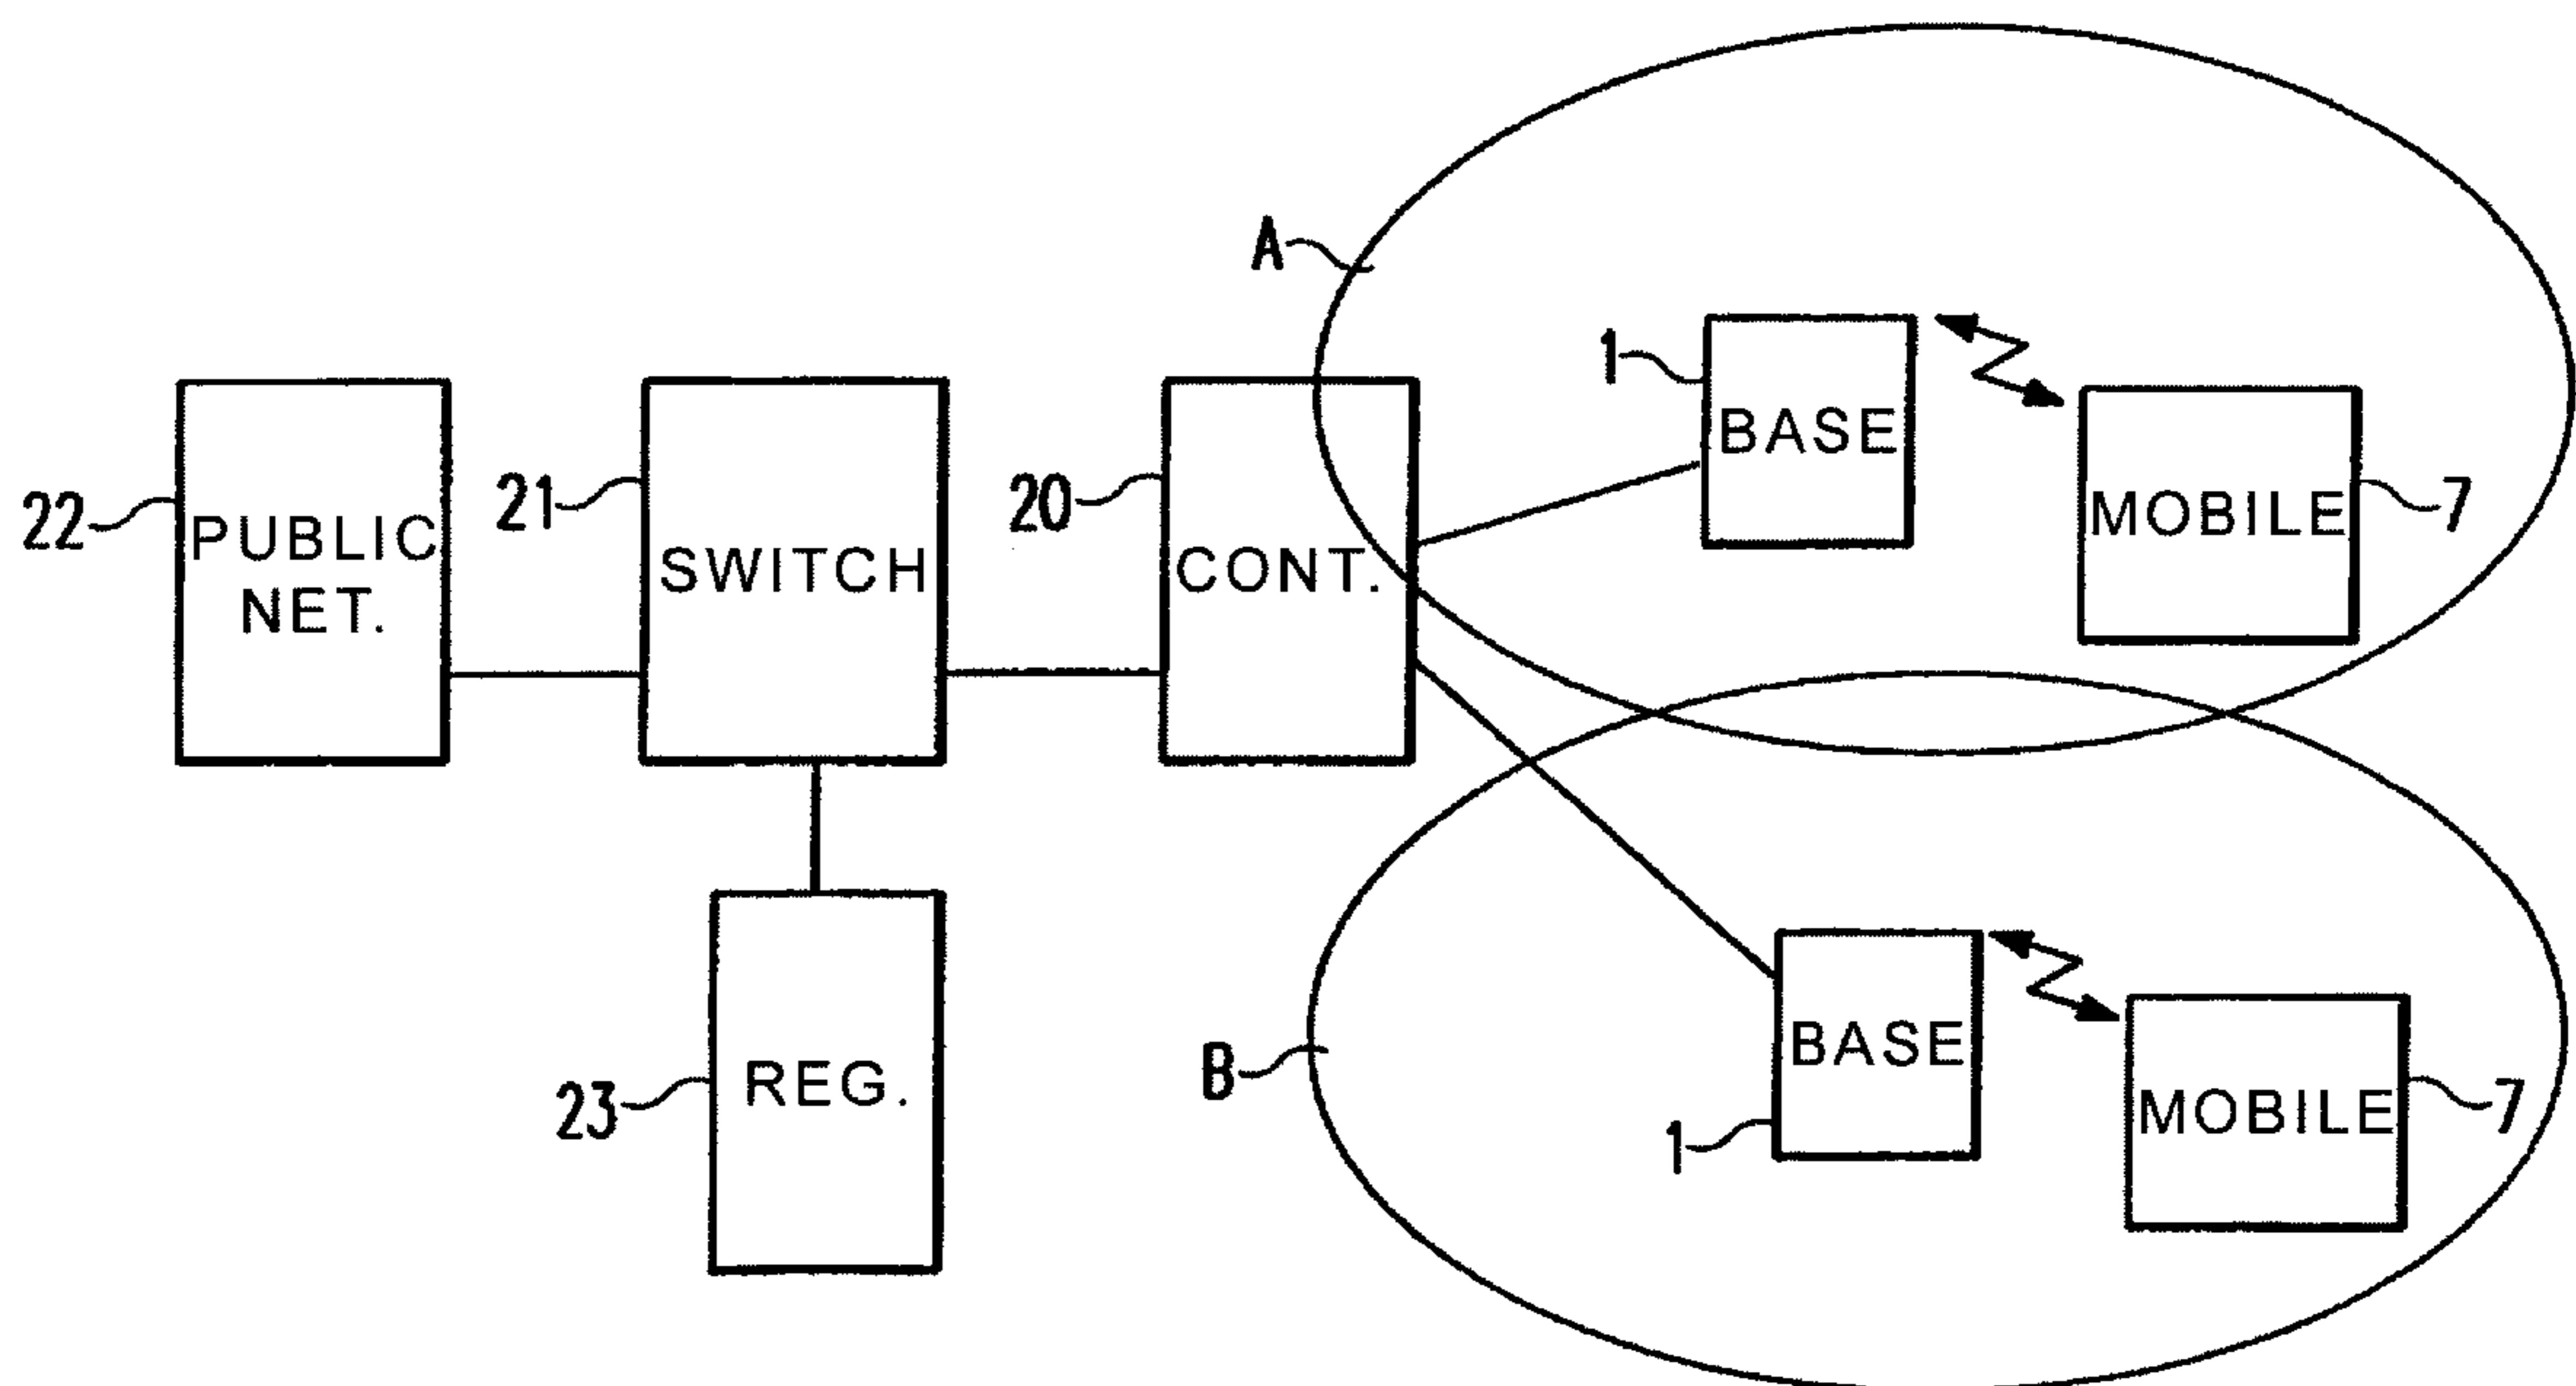 A
1
BASE
MOBILE
7
22
PUBLIC
NET.
21
SWITCH
20
CONT.
23
REG.
B
1
BASE
MOBILE
7